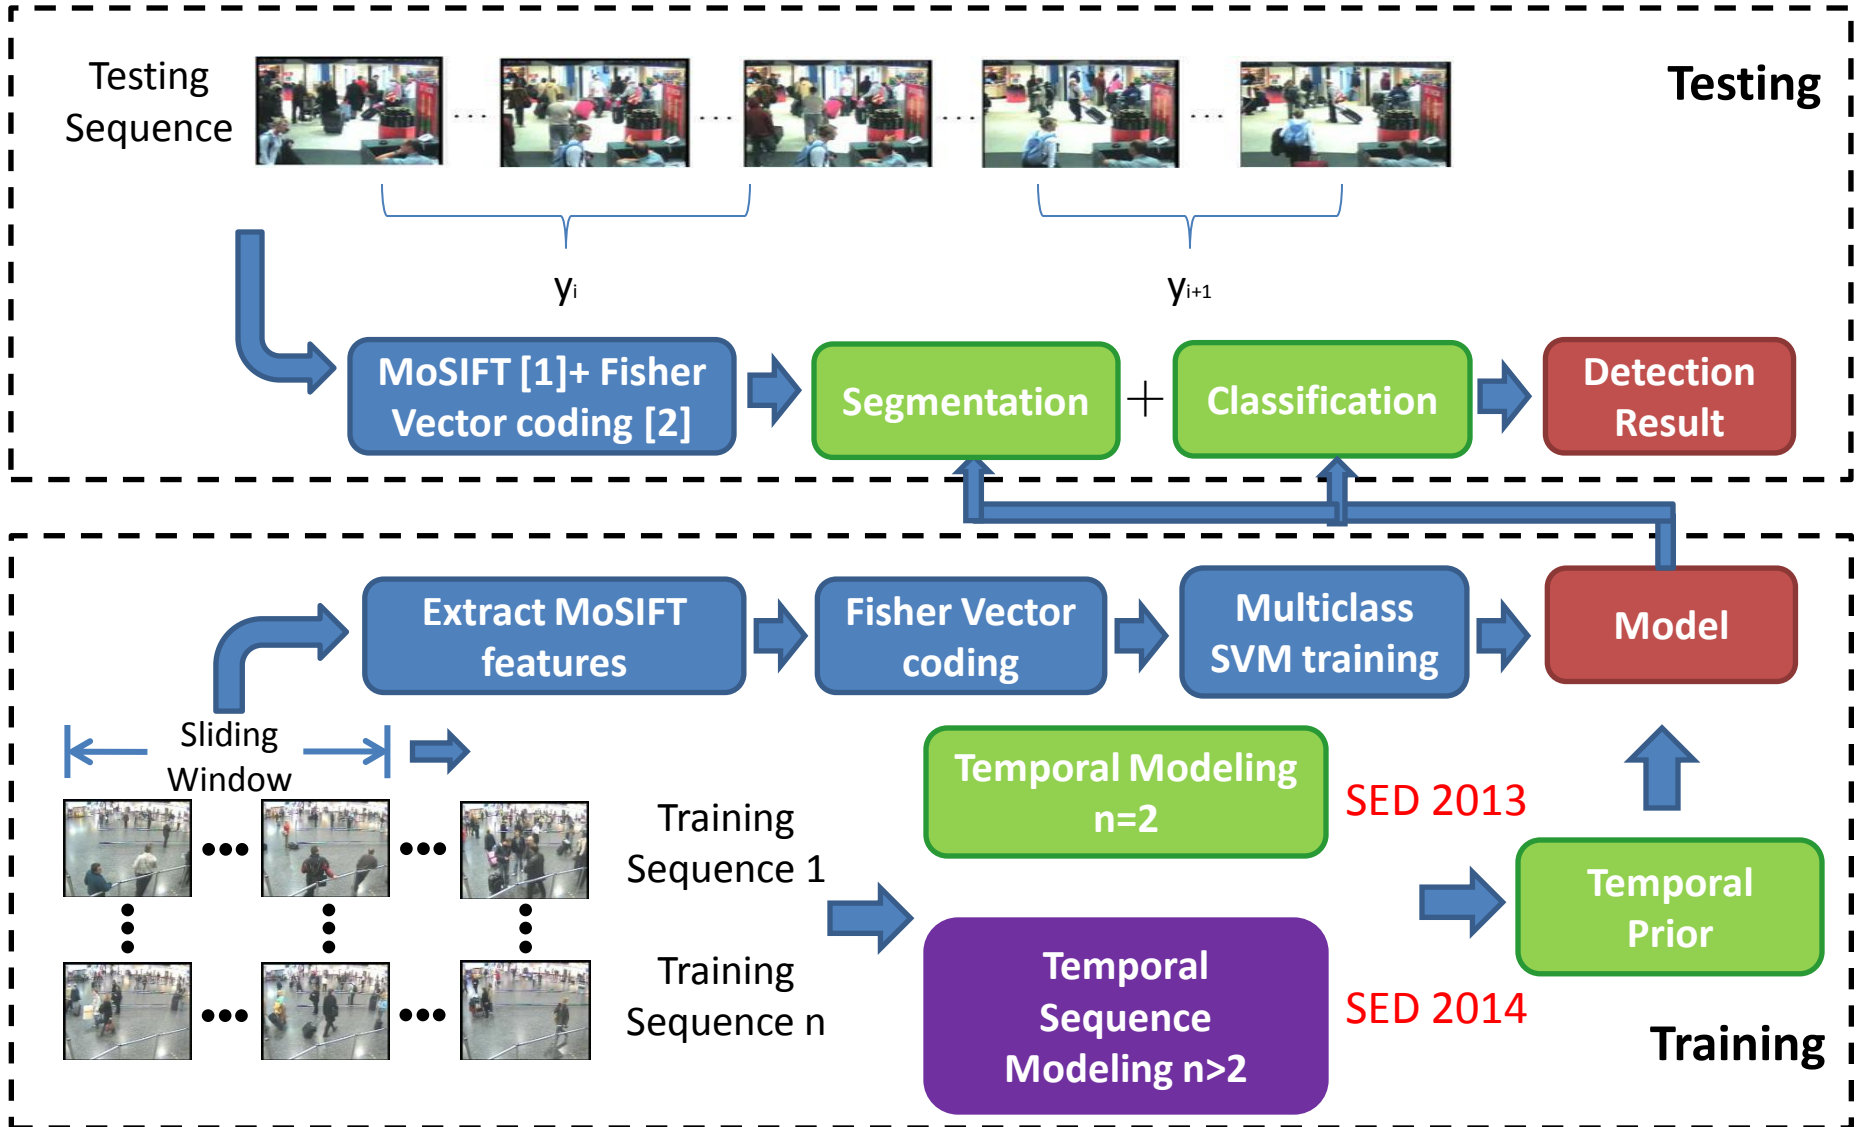 Testing
Sequence
Testing
yi
yi+1
MoSIFT [1]+ Fisher
Vector coding [2]
Segmentation
+
Classification
Detection
Result
Extract MoSIFT
features
Fisher Vector
coding
Multiclass
SVM training
Model
Sliding
Window
Temporal Modeling
n=2
SED 2013
Training
Sequence 1
Temporal
Prior
Training
Sequence n
Temporal
Sequence
Modeling n>2
SED 2014
Training